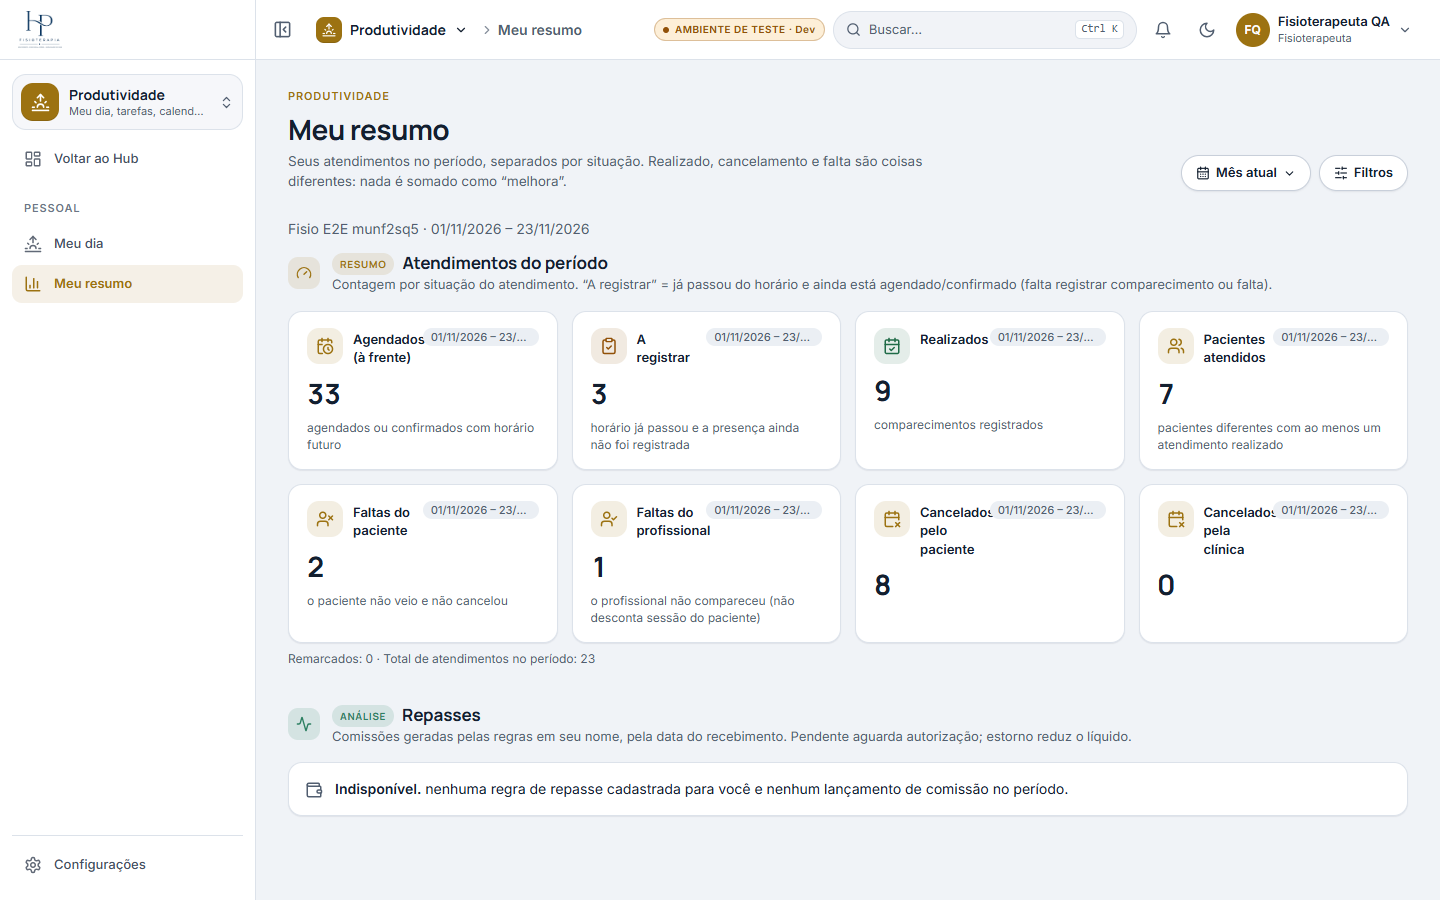 hp
FISIOTERAPIA
Produtividade
Meu dia, tarefas, calend...
Voltar ao Hub
PESSOAL
Meu dia
Meu resumo
Configurações
Produtividade
Meu resumo
AMBIENTE DE TESTE · Dev
Buscar...
Ctrl K
FQ
Fisioterapeuta QA
Fisioterapeuta
PRODUTIVIDADE
Meu resumo
Seus atendimentos no período, separados por situação. Realizado, cancelamento e falta são coisas
diferentes: nada é somado como “melhora”.
Mês atual
Filtros
Fisio E2E munf2sq5 · 01/11/2026 – 23/11/2026
RESUMO
Atendimentos do período
Contagem por situação do atendimento. “A registrar” = já passou do horário e ainda está agendado/confirmado (falta registrar comparecimento ou falta).
Agendados
(à frente)
01/11/2026 – 23/...
33
agendados ou confirmados com horário
futuro
A
registrar
01/11/2026 – 23/...
3
horário já passou e a presença ainda
não foi registrada
Realizados
01/11/2026 – 23/...
9
comparecimentos registrados
Pacientes
atendidos
01/11/2026 – 23/...
7
pacientes diferentes com ao menos um
atendimento realizado
Faltas do
paciente
01/11/2026 – 23/...
2
o paciente não veio e não cancelou
Faltas do
profissional
01/11/2026 – 23/...
1
o profissional não compareceu (não
desconta sessão do paciente)
Cancelados
pelo
paciente
01/11/2026 – 23/...
8
Cancelados
pela
clínica
01/11/2026 – 23/...
0
Remarcados: 0 · Total de atendimentos no período: 23
ANÁLISE
Repasses
Comissões geradas pelas regras em seu nome, pela data do recebimento. Pendente aguarda autorização; estorno reduz o líquido.
Indisponível. nenhuma regra de repasse cadastrada para você e nenhum lançamento de comissão no período.